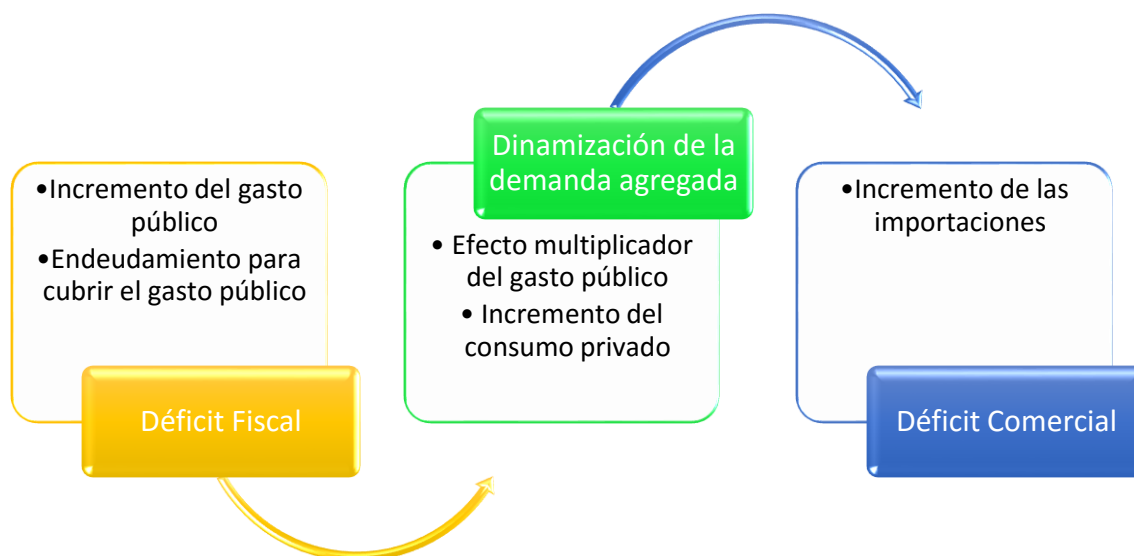 •Incremento del gasto
público
•Endeudamiento para
cubrir el gasto público
Déficit Fiscal
Dinamización de la
demanda agregada
• Efecto multiplicador
del gasto público
• Incremento del
consumo privado
•Incremento de las
importaciones
Déficit Comercial